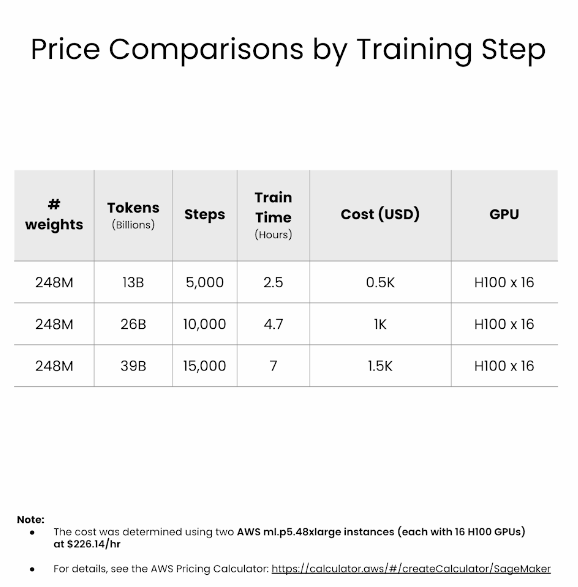 Price Comparisons by Training Step
# weights Tokens (Billions) Steps Train Time (Hours) Cost (USD) GPU
248M 13B 5,000 2.5 0.5K H100 x 16
248M 26B 10,000 4.7 1K H100 x 16
248M 39B 15,000 7 1.5K H100 x 16
Note:
● The cost was determined using two AWS ml.p5.48xlarge instances (each with 16 H100 GPUs)
at $226.14/hr
● For details, see the AWS Pricing Calculator: https://calculator.aws/#/createCalculator/SageMaker